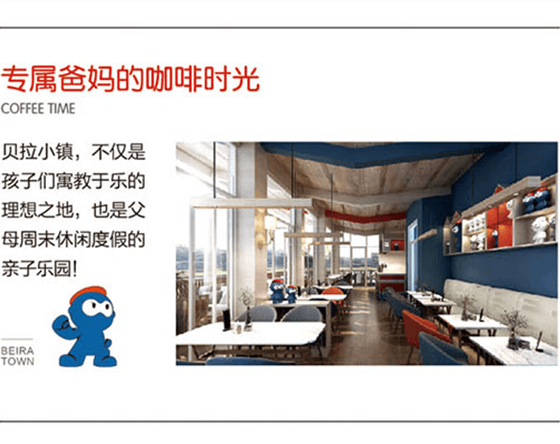 专属爸妈的咖啡时光
COFFEE TIME
贝拉小镇，不仅是
孩子们寓教于乐的
理想之地，也是父
母周末休闲度假的
亲子乐园！
BEIRA
TOWN